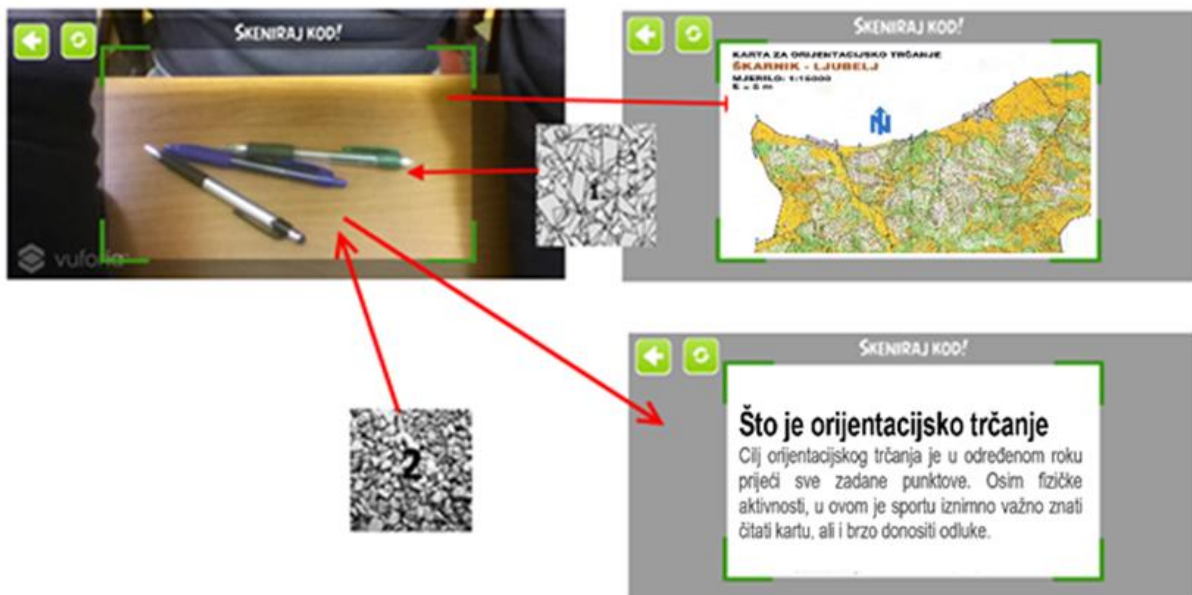 SKENIRAJ KOD!
vuforia
1
SKENIRAJ KOD!
KARTA ZA ORIJENTACIJSKO TRČANJE
ŠKARNIK - LJUBELJ
MJERILO: 1:15000
E = 5 m
N
2
SKENIRAJ KOD!
Što je orijentacijsko trčanje
Cilj orijentacijskog trčanja je u određenom roku
prijeći sve zadane punktove. Osim fizičke
aktivnosti, u ovom je sportu iznimno važno znati
čitati kartu, ali i brzo donositi odluke.